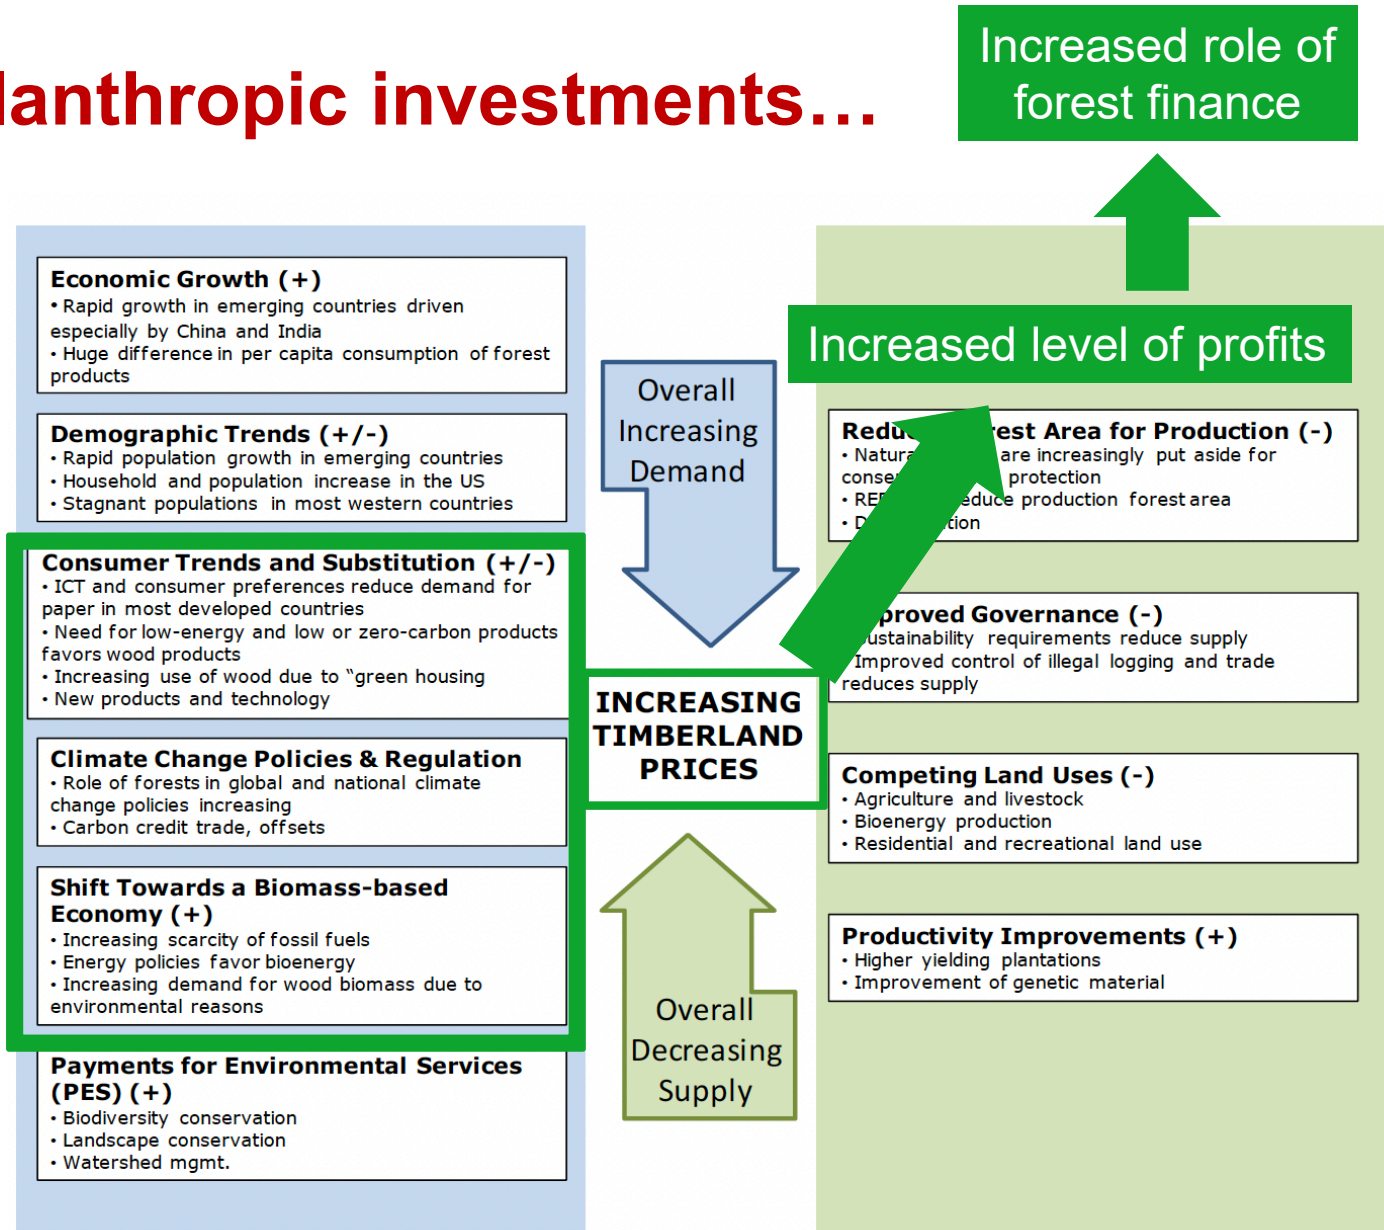 lanthropic investments…
Increased role of
forest finance
Economic Growth (+)
• Rapid growth in emerging countries driven
especially by China and India
• Huge difference in per capita consumption of forest
products
Demographic Trends (+/-)
• Rapid population growth in emerging countries
• Household and population increase in the US
• Stagnant populations in most western countries
Consumer Trends and Substitution (+/-)
• ICT and consumer preferences reduce demand for
paper in most developed countries
• Need for low-energy and low or zero-carbon products
favors wood products
• Increasing use of wood due to “green housing
• New products and technology
Climate Change Policies & Regulation
• Role of forests in global and national climate
change policies increasing
• Carbon credit trade, offsets
Shift Towards a Biomass-based
Economy (+)
• Increasing scarcity of fossil fuels
• Energy policies favor bioenergy
• Increasing demand for wood biomass due to
environmental reasons
Payments for Environmental Services
(PES) (+)
• Biodiversity conservation
• Landscape conservation
• Watershed mgmt.
Overall
Increasing
Demand
INCREASING
TIMBERLAND
PRICES
Overall
Decreasing
Supply
Increased level of profits
Area for Production (-)
• are increasingly put aside for
protection
• production forest area
•
Governance (-)
requirements reduce supply
Improved control of illegal logging and trade
reduces supply
Competing Land Uses (-)
• Agriculture and livestock
• Bioenergy production
• Residential and recreational land use
Productivity Improvements (+)
• Higher yielding plantations
• Improvement of genetic material